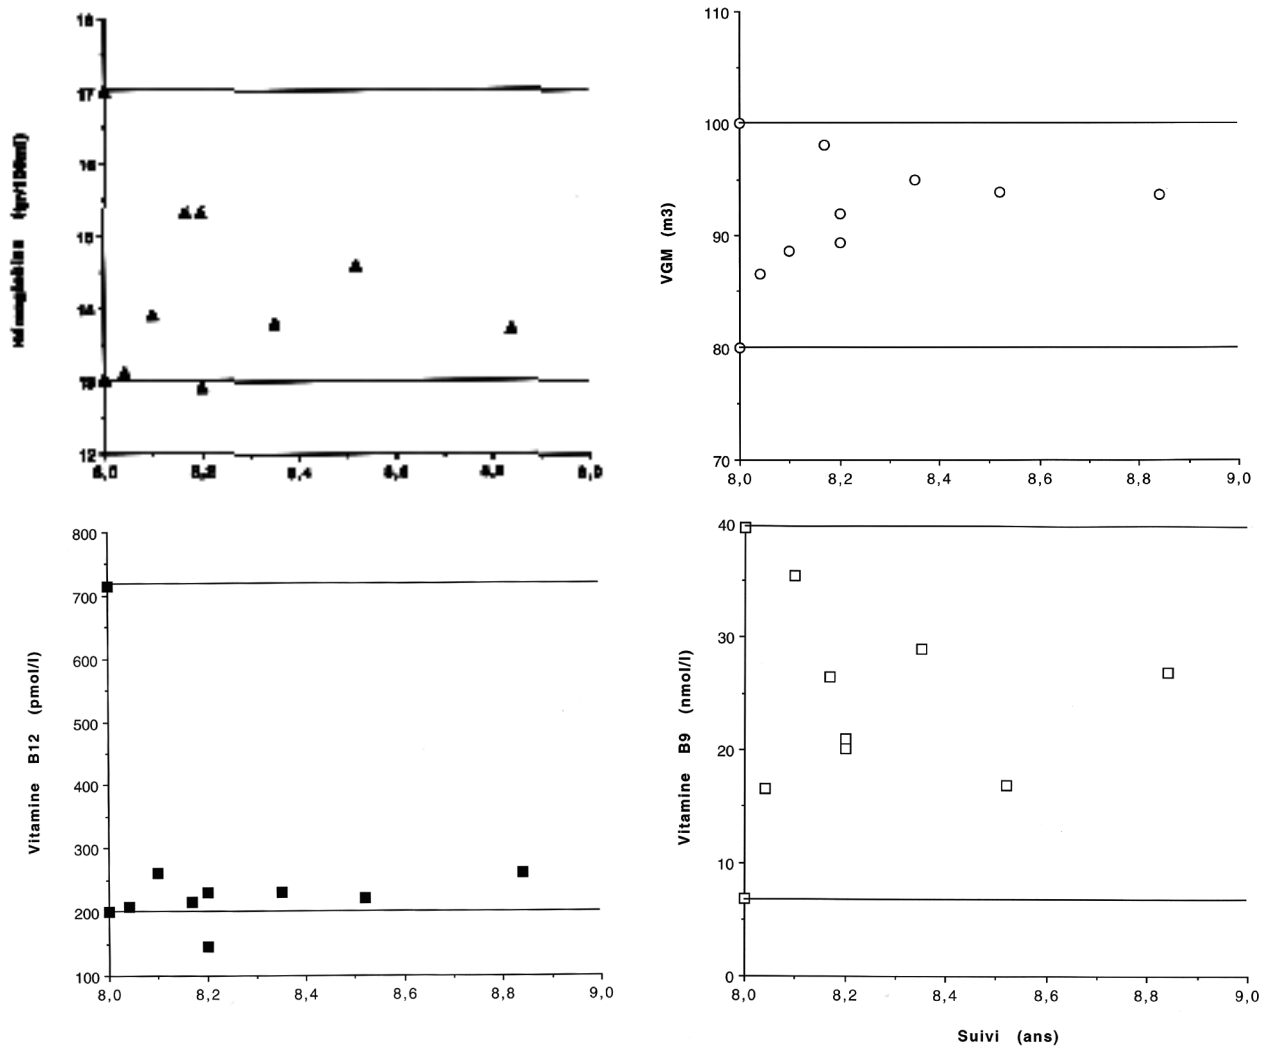 18
17
16
15
14
13
12
8,0 8,2 8,4 8,6 8,8 9,0
Hémoglobine (gr/100ml)
110
100
90
80
70
8,0 8,2 8,4 8,6 8,8 9,0
VGM (m3)
800
700
600
500
400
300
200
100
8,0 8,2 8,4 8,6 8,8 9,0
Vitamine B12 (pmol/l)
40
30
20
10
0
8,0 8,2 8,4 8,6 8,8 9,0
Vitamine B9 (nmol/l)
Suivi (ans)